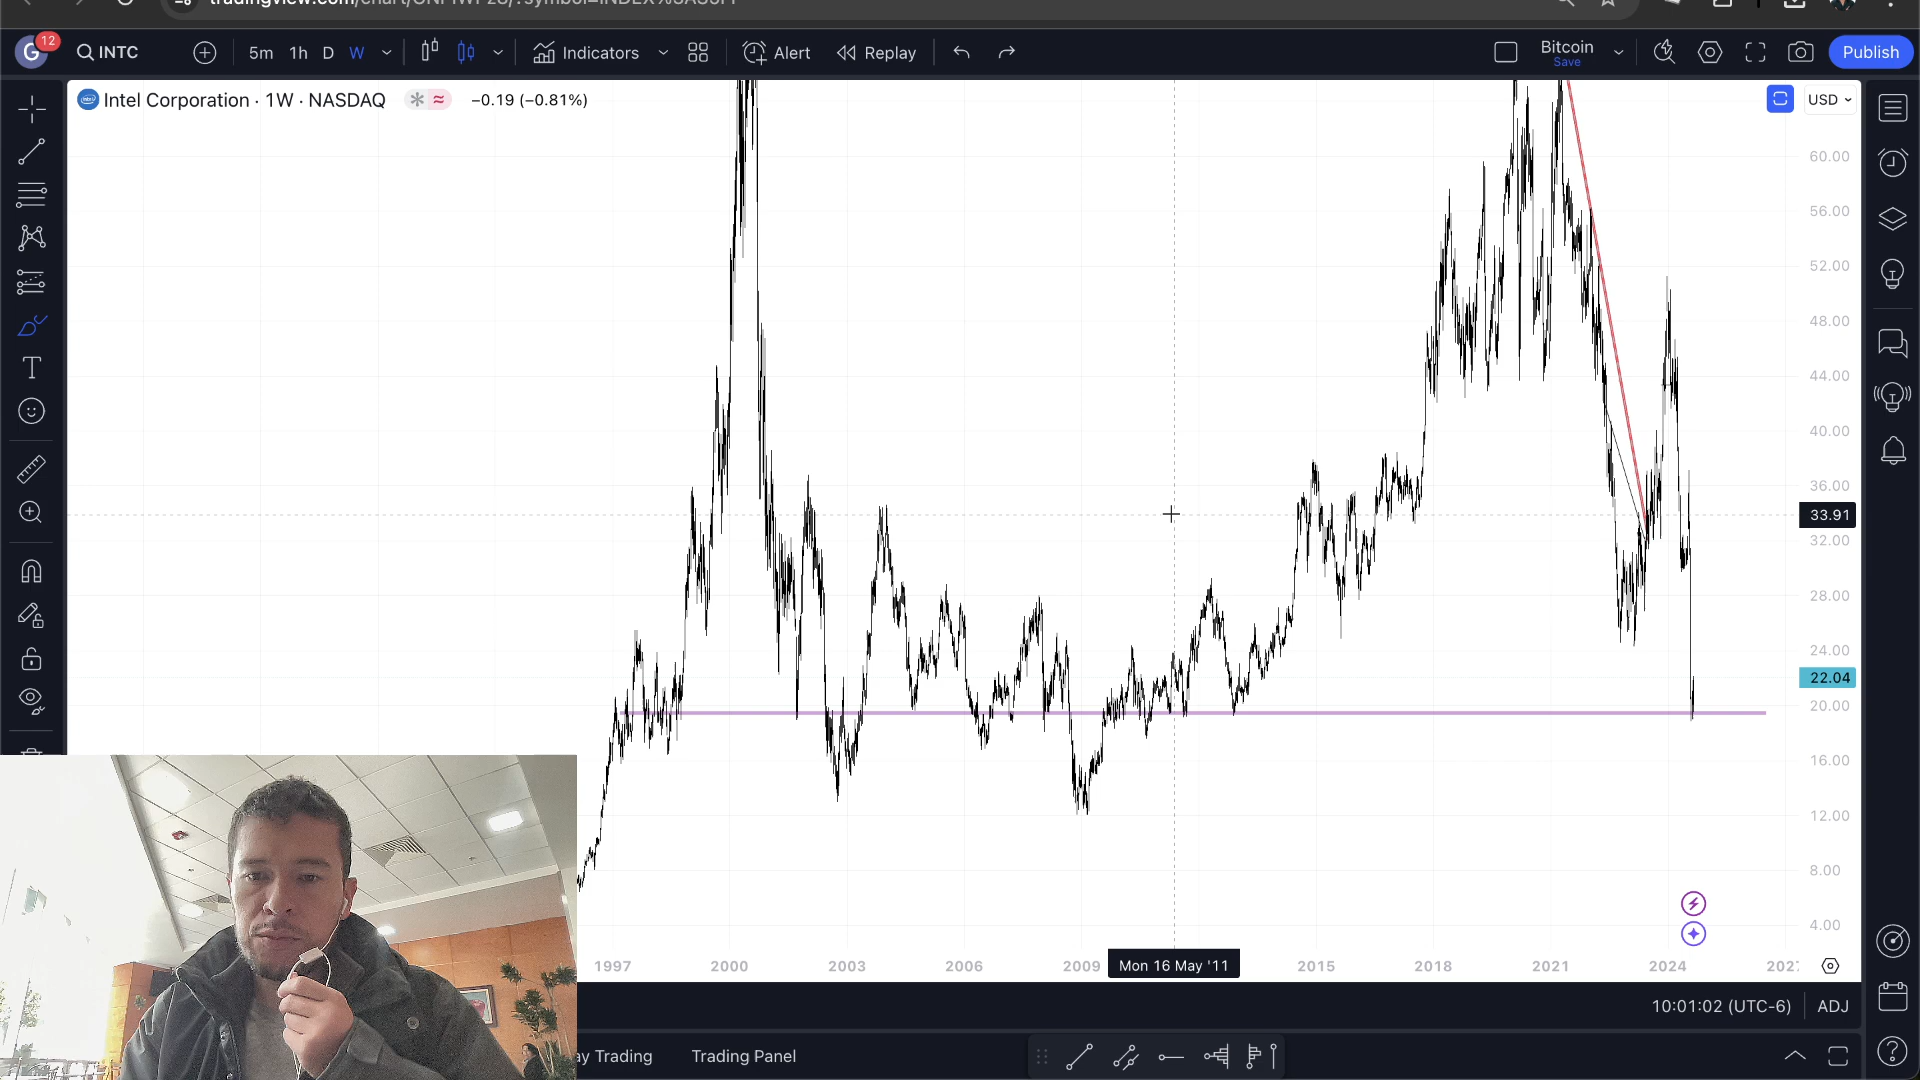 12
INTC
5m 1h D W
Indicators
Alert
Replay
Bitcoin
Save
Publish
Intel Corporation · 1W · NASDAQ
−0.19 (−0.81%)
USD
60.00
56.00
52.00
48.00
44.00
40.00
36.00
33.91
32.00
28.00
24.00
22.04
20.00
16.00
12.00
8.00
4.00
1997 2000 2003 2006 2009 Mon 16 May '11 2015 2018 2021 2024
10:01:02 (UTC-6) ADJ
Trading Trading Panel